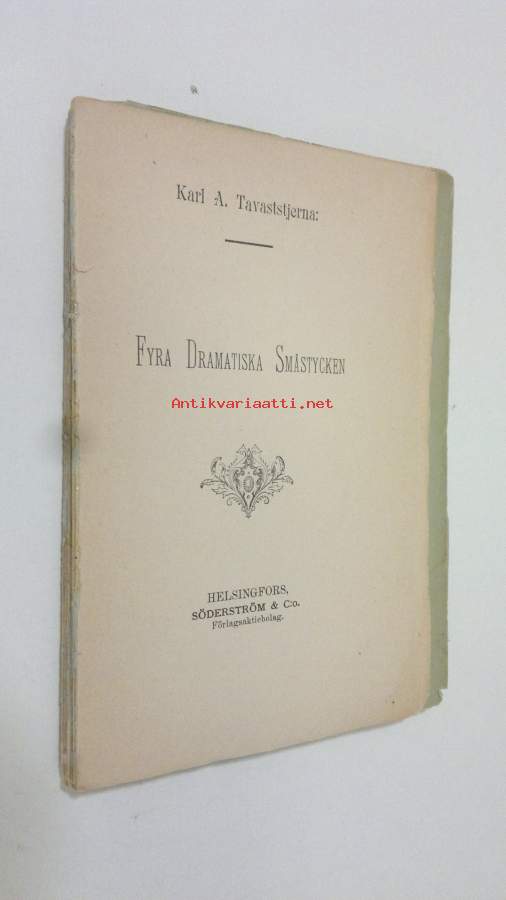 Karl A. Tavaststjerna:
FYRA DRAMATISKA SMÅSTYCKEN
Antikvariaatti.net
HELSINGFORS,
SÖDERSTRÖM & C:o.
Förlagsaktiebolag.